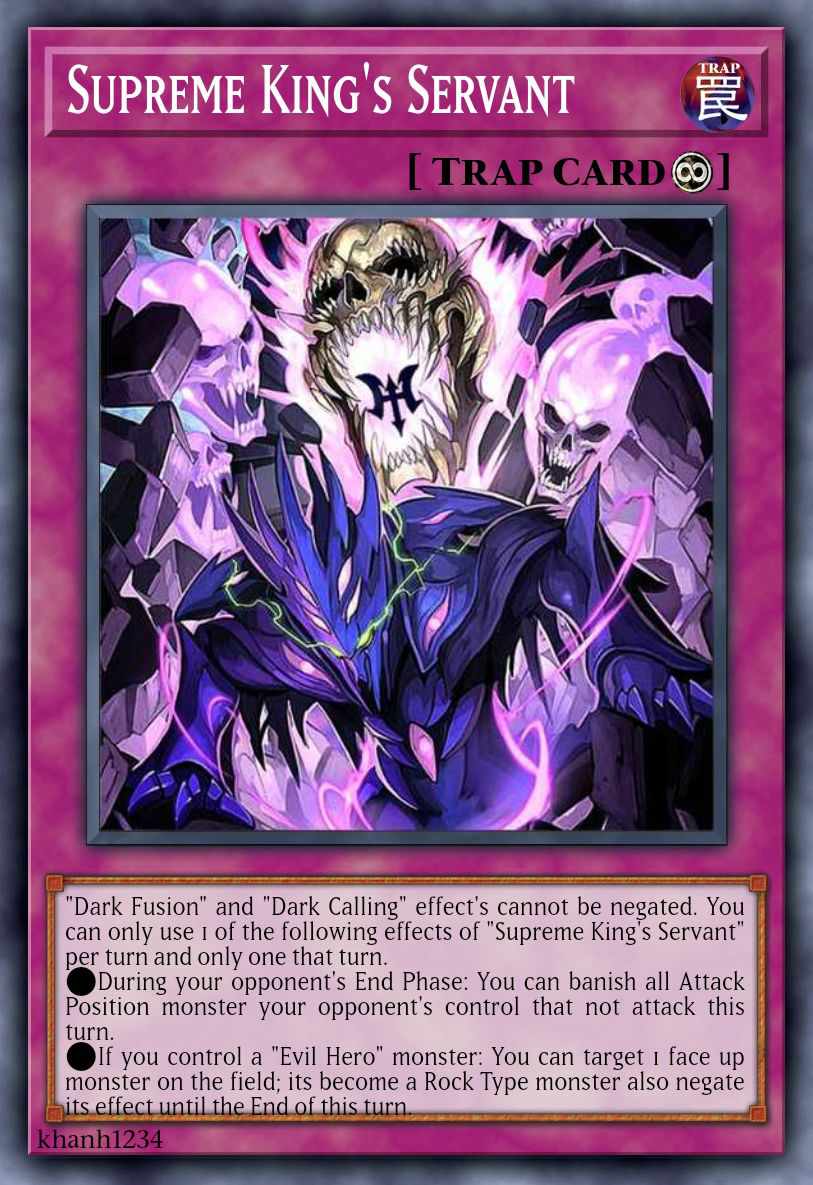 Supreme King's Servant
TRAP
罠
[ Trap Card ]
"Dark Fusion" and "Dark Calling" effect's cannot be negated. You
can only use 1 of the following effects of "Supreme King's Servant"
per turn and only one that turn.
●During your opponent's End Phase: You can banish all Attack
Position monster your opponent's control that not attack this
turn.
●If you control a "Evil Hero" monster: You can target 1 face up
monster on the field; its become a Rock Type monster also negate
its effect until the End of this turn.
khanh1234